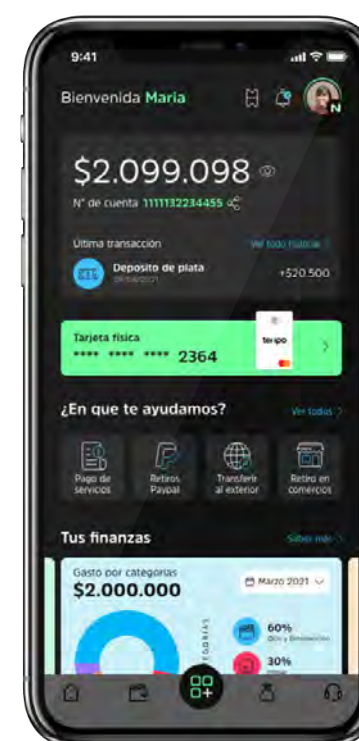 9:41
Bienvenida Maria
N
$2.099.098
N° de cuenta 1111132234455
Última transacción
Ver todo historial >
Deposito de plata
+$20.500
Tarjeta física
**** **** **** 2364
tenpo
¿En que te ayudamos?
Ver todos >
Pago de servicios
Retiros Paypal
Transferir al exterior
Retiro en comercios
Tus finanzas
Saber más >
Gasto por categorías
$2.000.000
Marzo 2021
60%
30%